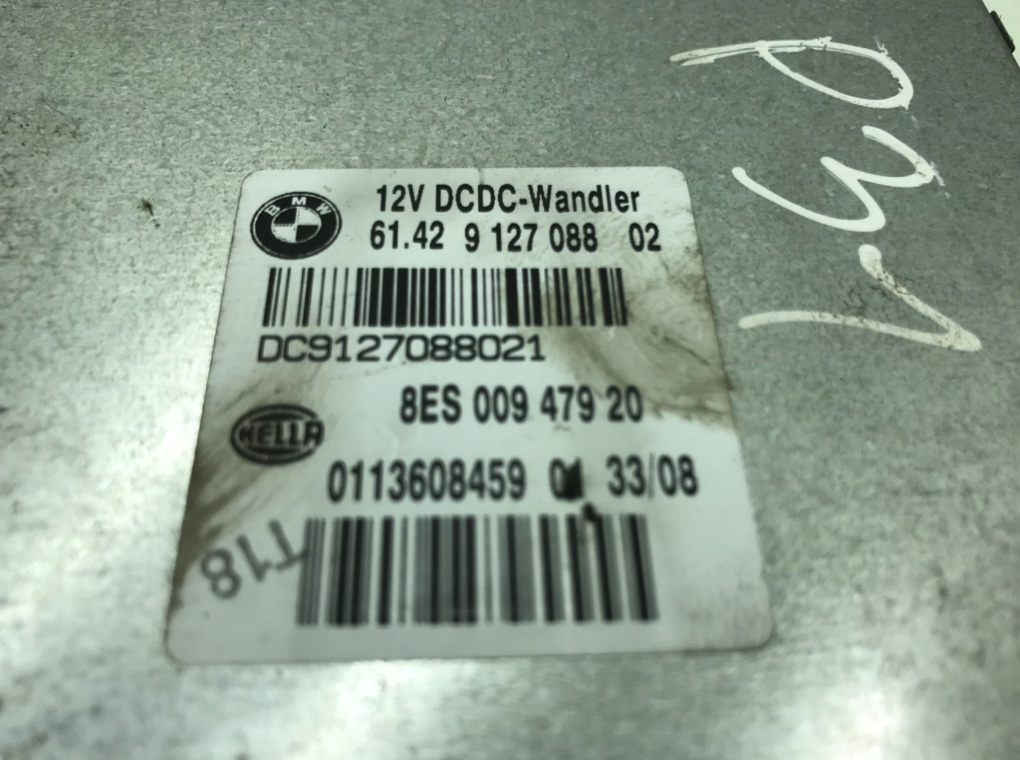 BMW
12V DCDC-Wandler
61.42 9 127 088 02
DC9127088021
8ES 009 479 20
HELLA
0113608459 01 33/08
T18